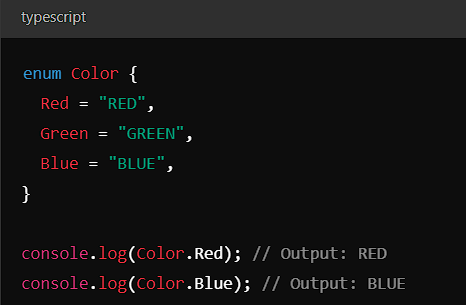 typescript
enum Color {
  Red = "RED",
  Green = "GREEN",
  Blue = "BLUE",
}
console.log(Color.Red); // Output: RED
console.log(Color.Blue); // Output: BLUE